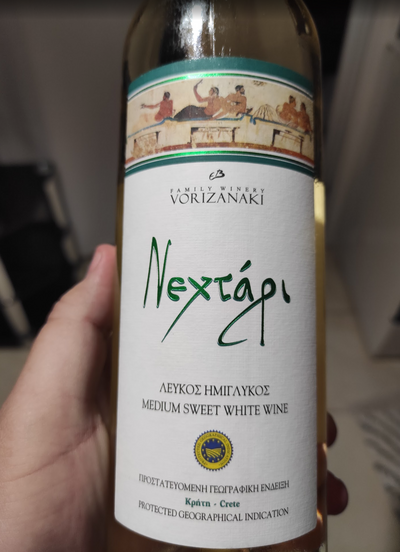 FAMILY WINERY
VORIZANAKI
Νεχτάρι
ΛΕΥΚΟΣ ΗΜΙΓΛΥΚΟΣ
MEDIUM SWEET WHITE WINE
ΠΡΟΣΤΑΤΕΥΟΜΕΝΗ ΓΕΩΓΡΑΦΙΚΗ ΕΝΔΕΙΞΗ
Κρήτη - Crete
PROTECTED GEOGRAPHICAL INDICATION